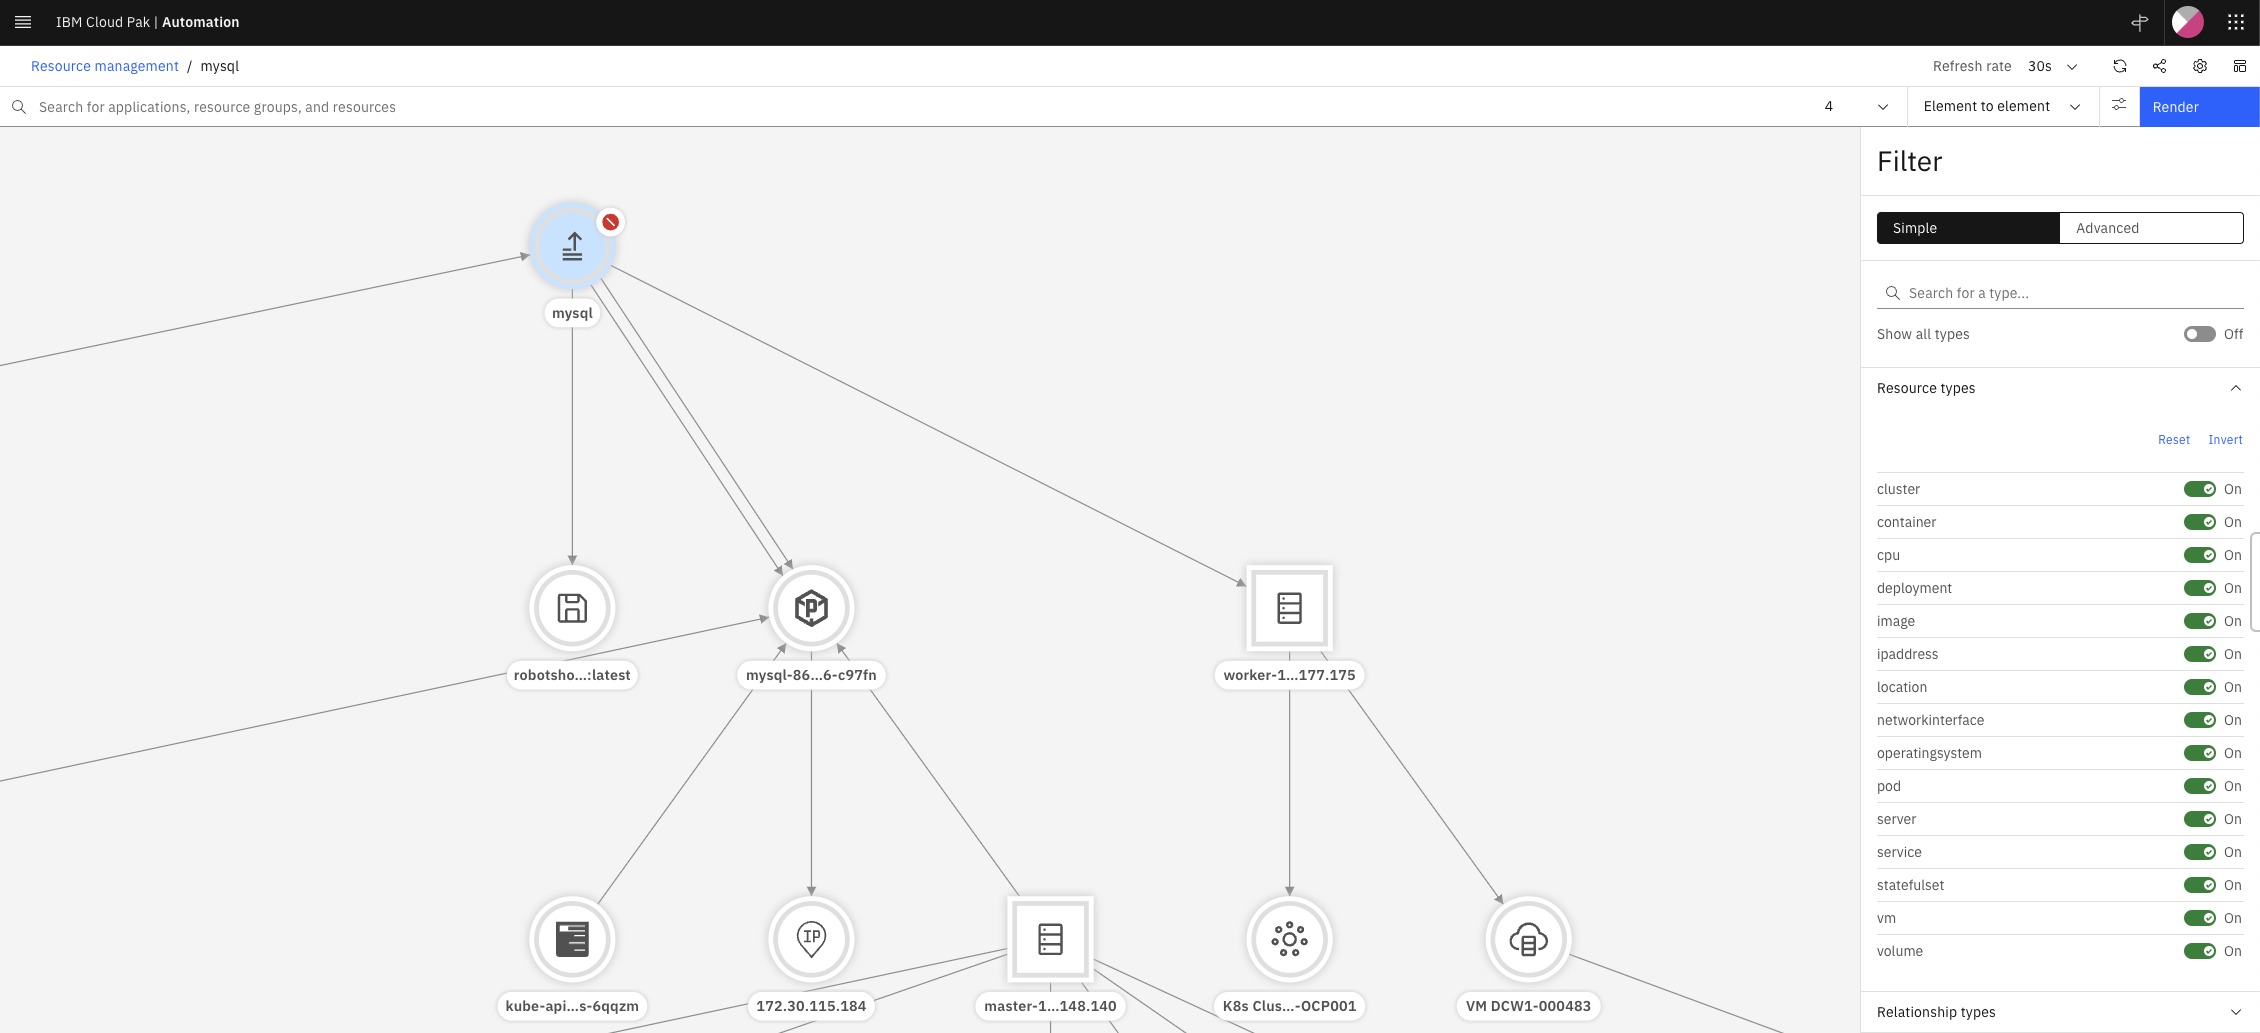 IBM Cloud Pak | Automation
Resource management / mysql
Refresh rate 30s
Search for applications, resource groups, and resources
4
Element to element
Render
mysql
robotsho...:latest
mysql-86...6-c97fn
worker-1...177.175
IP
kube-api...s-6qqzm
172.30.115.184
master-1...148.140
K8s Clus...-OCP001
VM DCW1-000483
Filter
Simple
Advanced
Search for a type...
Show all types Off
Resource types
Reset Invert
cluster On
container On
cpu On
deployment On
image On
ipaddress On
location On
networkinterface On
operatingsystem On
pod On
server On
service On
statefulset On
vm On
volume On
Relationship types